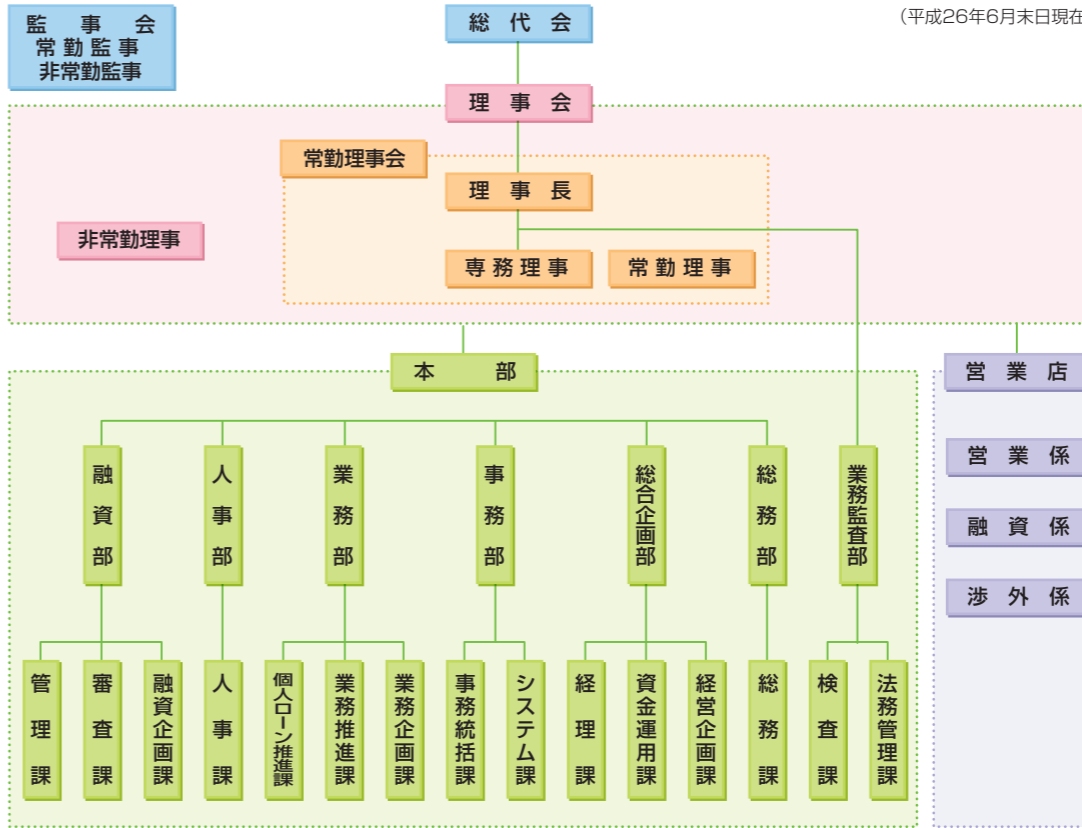 監事会
常勤監事
非常勤監事
総代会
(平成26年6月末日現在
理事会
常勤理事会
理事長
非常勤理事
専務理事
常勤理事
本部
営業店
融資部
人事部
業務部
事務部
総合企画部
総務部
業務監査部
営業係
融資係
渉外係
管理課
審査課
融資企画課
人事課
個人ローン推進課
業務推進課
業務企画課
事務統括課
システム課
経理課
資金運用課
経営企画課
総務課
検査課
法務管理課